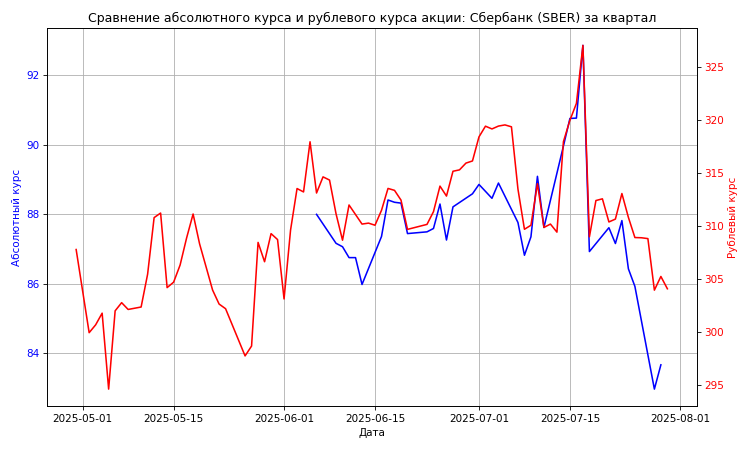 Сравнение абсолютного курса и рублевого курса акции: Сбербанк (SBER) за квартал
Абсолютный курс
92
90
88
86
84
325
320
315
310
305
300
295
Рублевый курс
2025-05-01 2025-05-15 2025-06-01 2025-06-15 2025-07-01 2025-07-15 2025-08-01
Дата